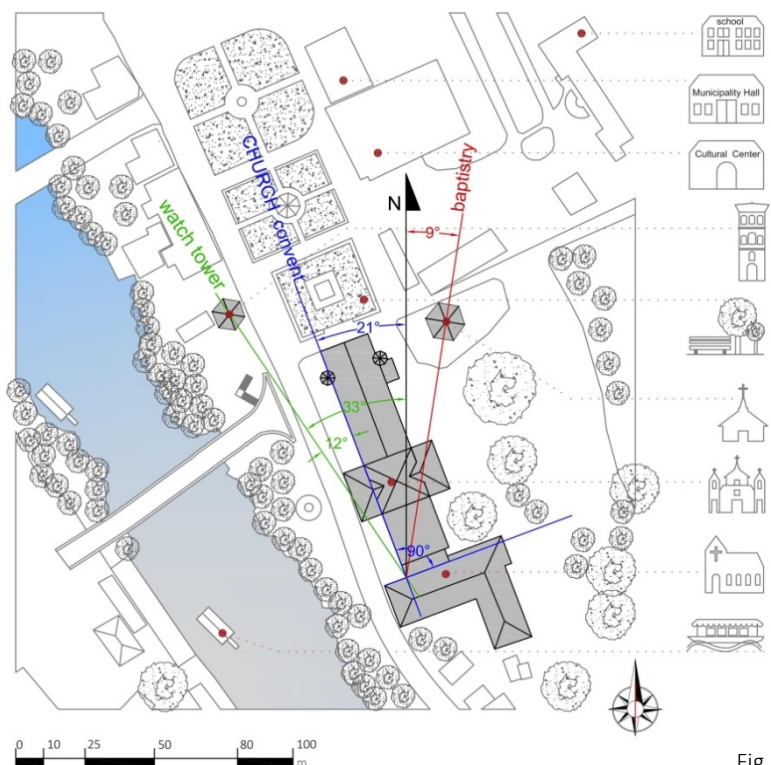 school
Municipality Hall
Cultural Center
CHURCH convent
watch tower
baptistry
N
9°
21°
33°
12°
90°
0 10 25 50 80 100
m
Fig